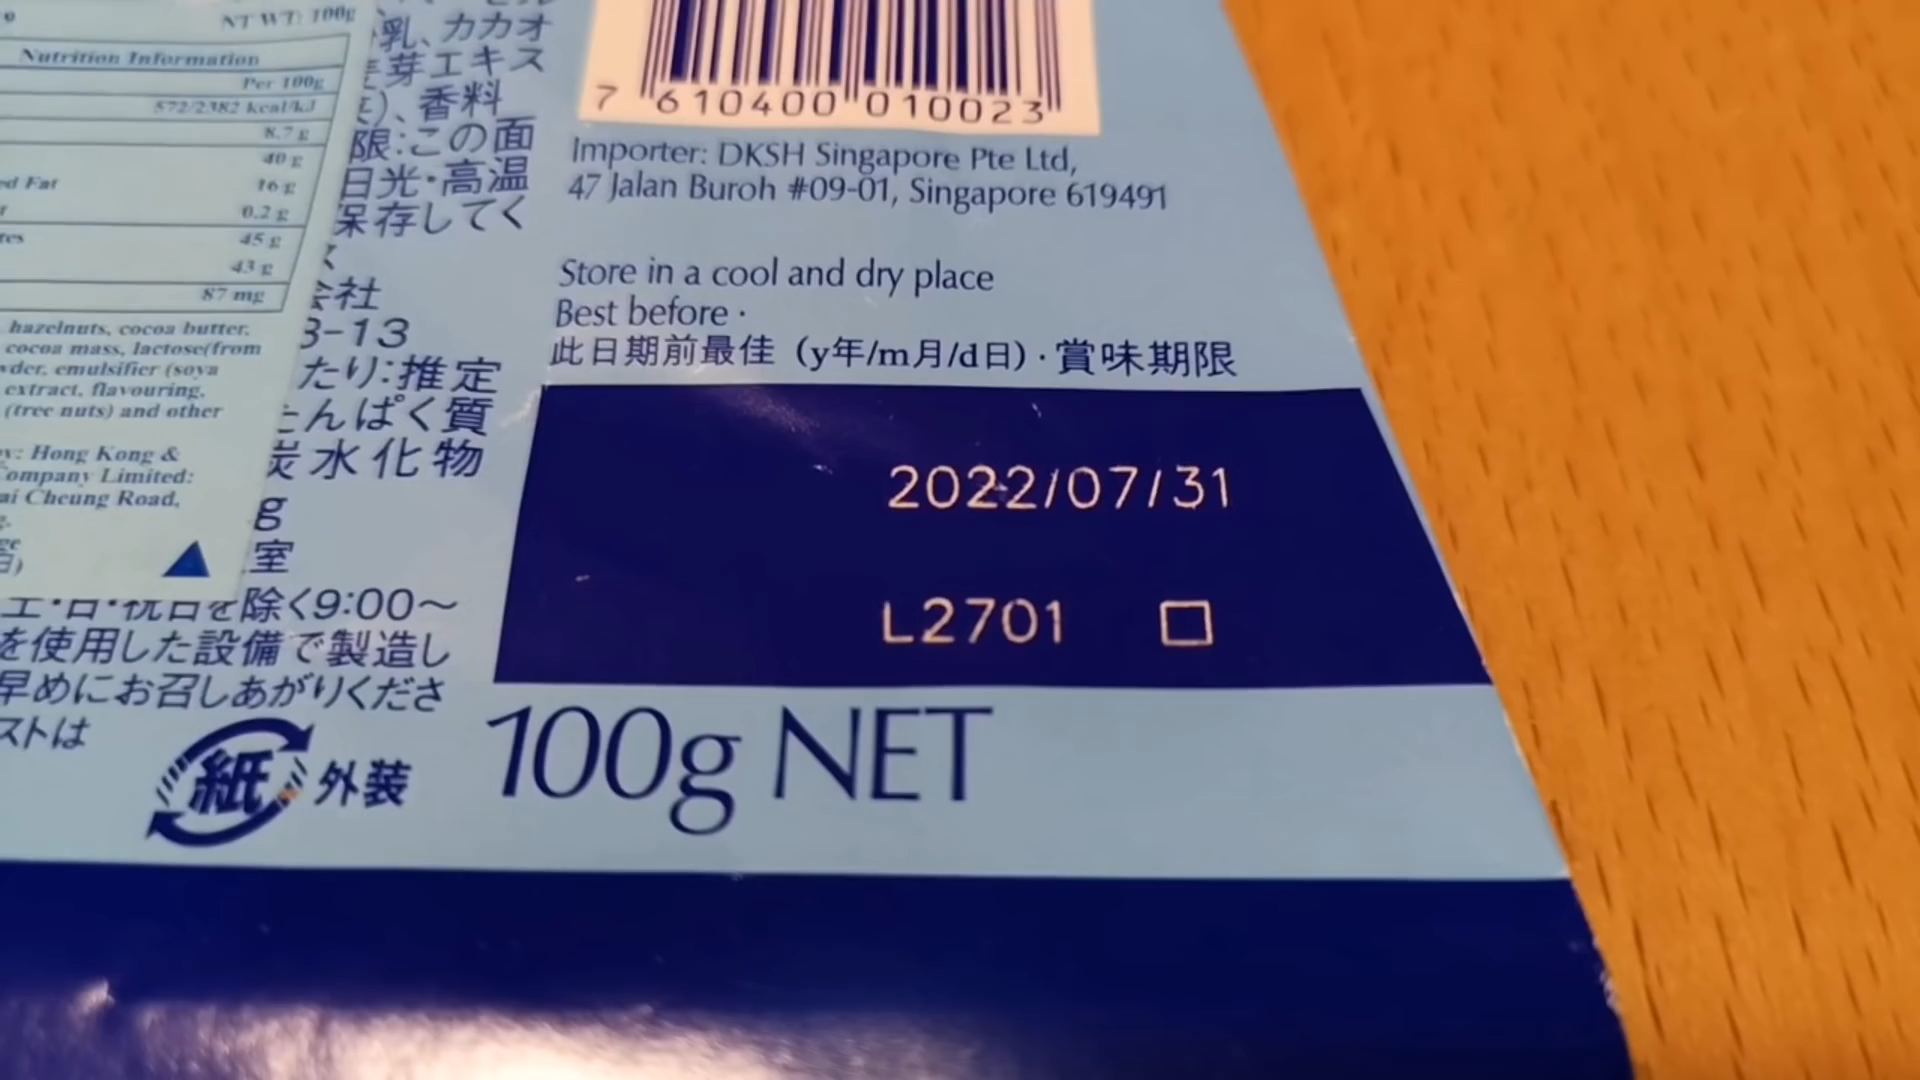 NT WT: 100g
Nutrition Information
Per 100g
572/2382 kcal/kJ
8.7 g
40 g
ed Fat 16 g
0.2 g
45 g
43 g
87 mg
hazelnuts, cocoa butter,
cocoa mass, lactose(from
emulsifier (soya
extract, flavouring,
(tree nuts) and other
Hong Kong &
Company Limited:
Cheung Road,
乳、カカオ
芽エキス
、香料
限:この面
日光・高温
保存してく
会社
3-13
たり:推定
たんぱく質
炭水化物
g
室
土・日・祝日を除く9:00〜
を使用した設備で製造し
早めにお召しあがりくださ
ストは
紙 外装
7 610400 010023
Importer: DKSH Singapore Pte Ltd,
47 Jalan Buroh #09-01, Singapore 619491
Store in a cool and dry place
Best before ·
此日期前最佳 (y年/m月/d日) · 賞味期限
2022/07/31
L2701
100g NET